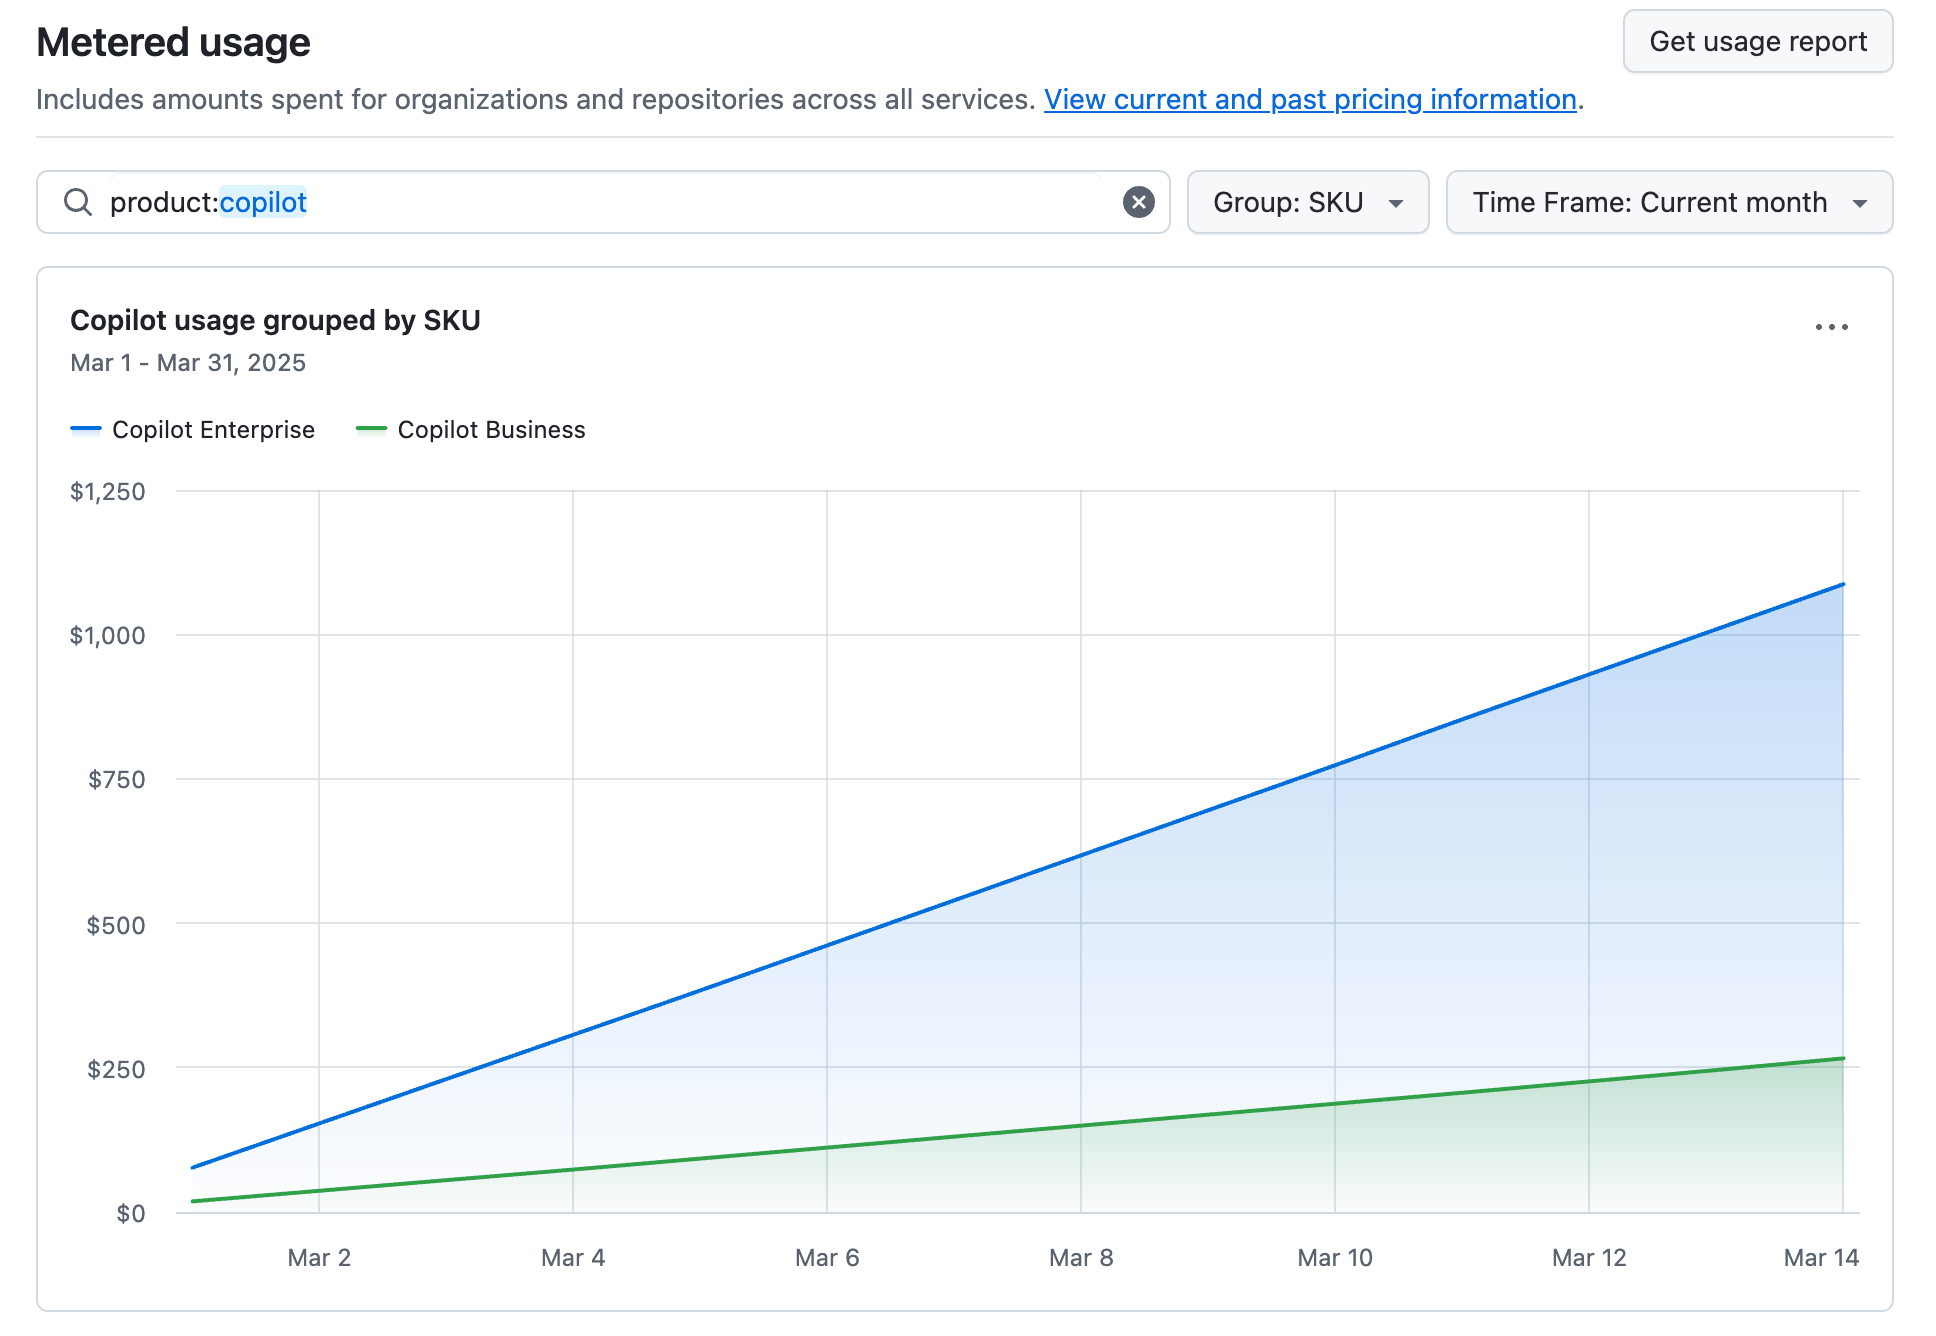 Metered usage
Get usage report
Includes amounts spent for organizations and repositories across all services. View current and past pricing information.
product:copilot
Group: SKU
Time Frame: Current month
Copilot usage grouped by SKU
Mar 1 - Mar 31, 2025
Copilot Enterprise
Copilot Business
$1,250
$1,000
$750
$500
$250
$0
Mar 2
Mar 4
Mar 6
Mar 8
Mar 10
Mar 12
Mar 14